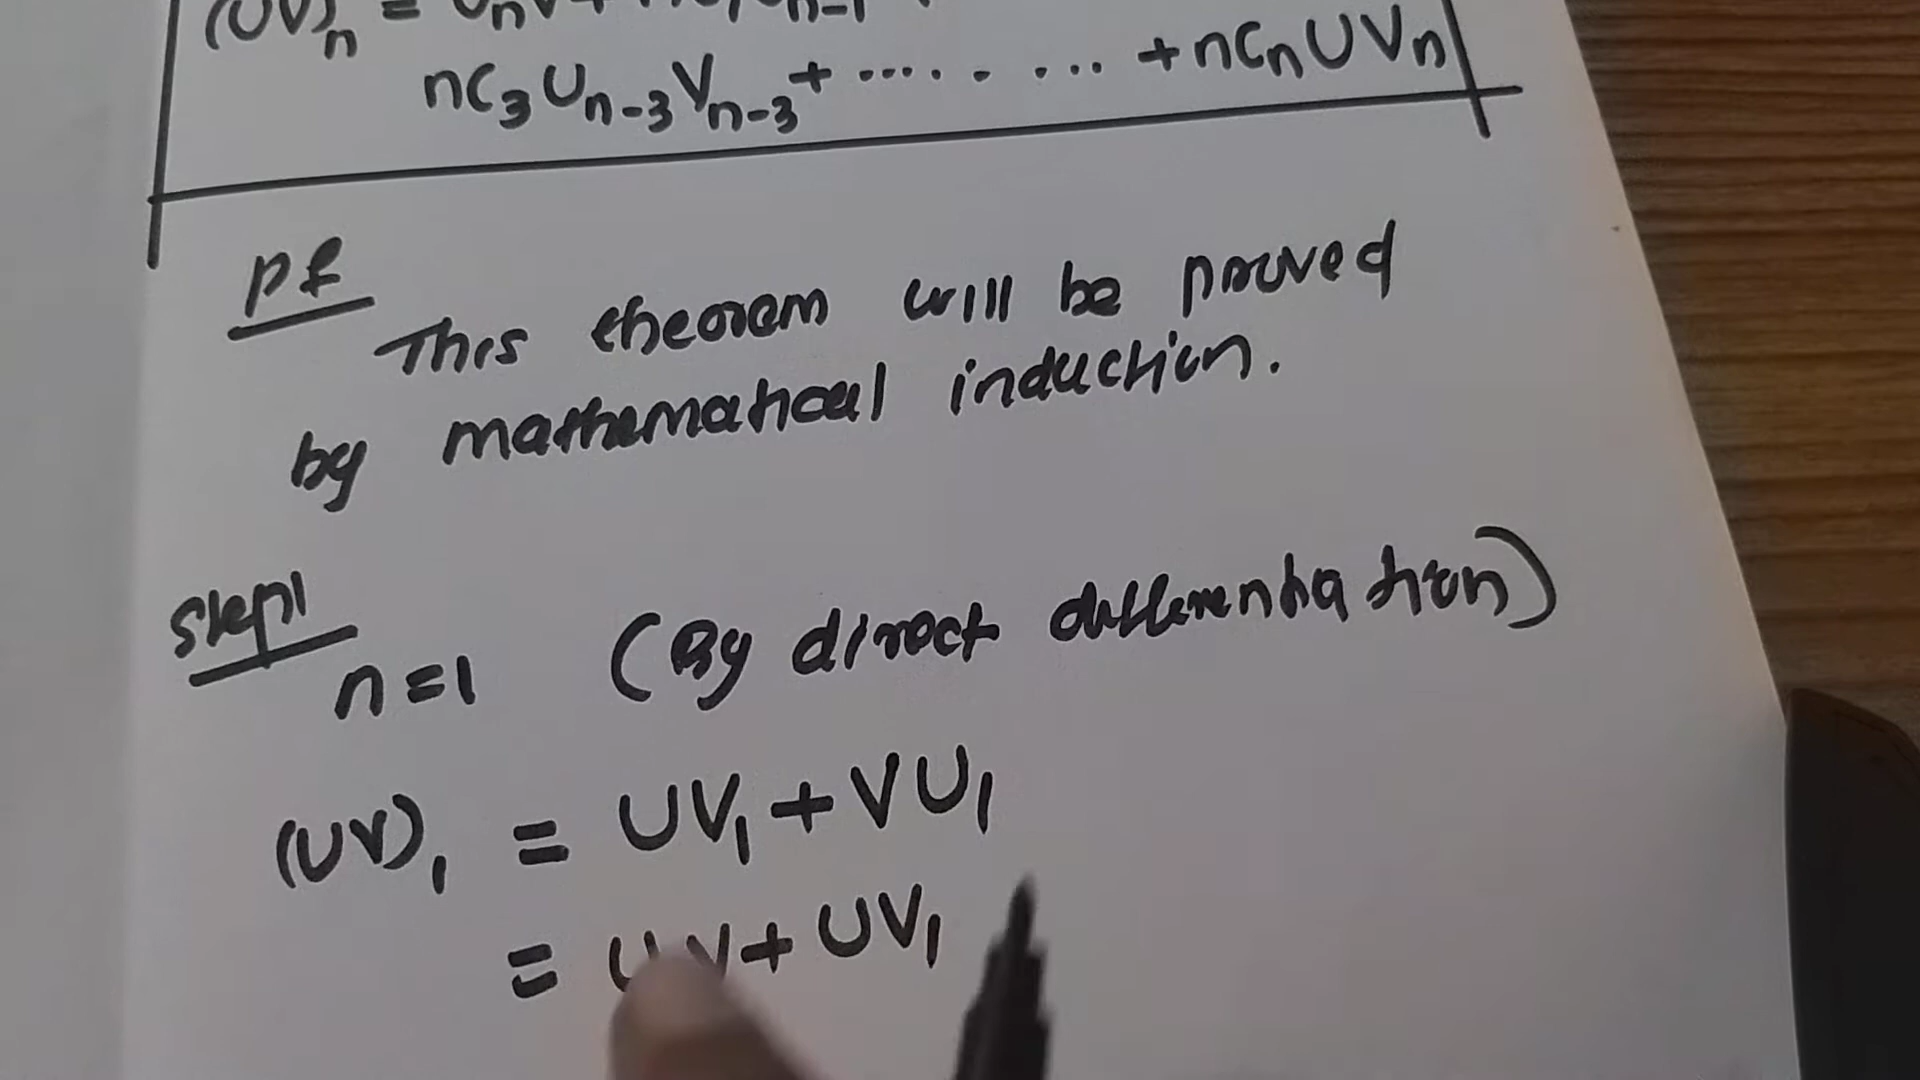 (UV)n =
nC3 Un-3 Vn-3 + ........ + nCn U Vn
Pf
This theorem will be proved
by mathematical induction.
Step1
n=1 (By direct differentiation)
(UV)1 = UV1 + VU1
= V + UV1